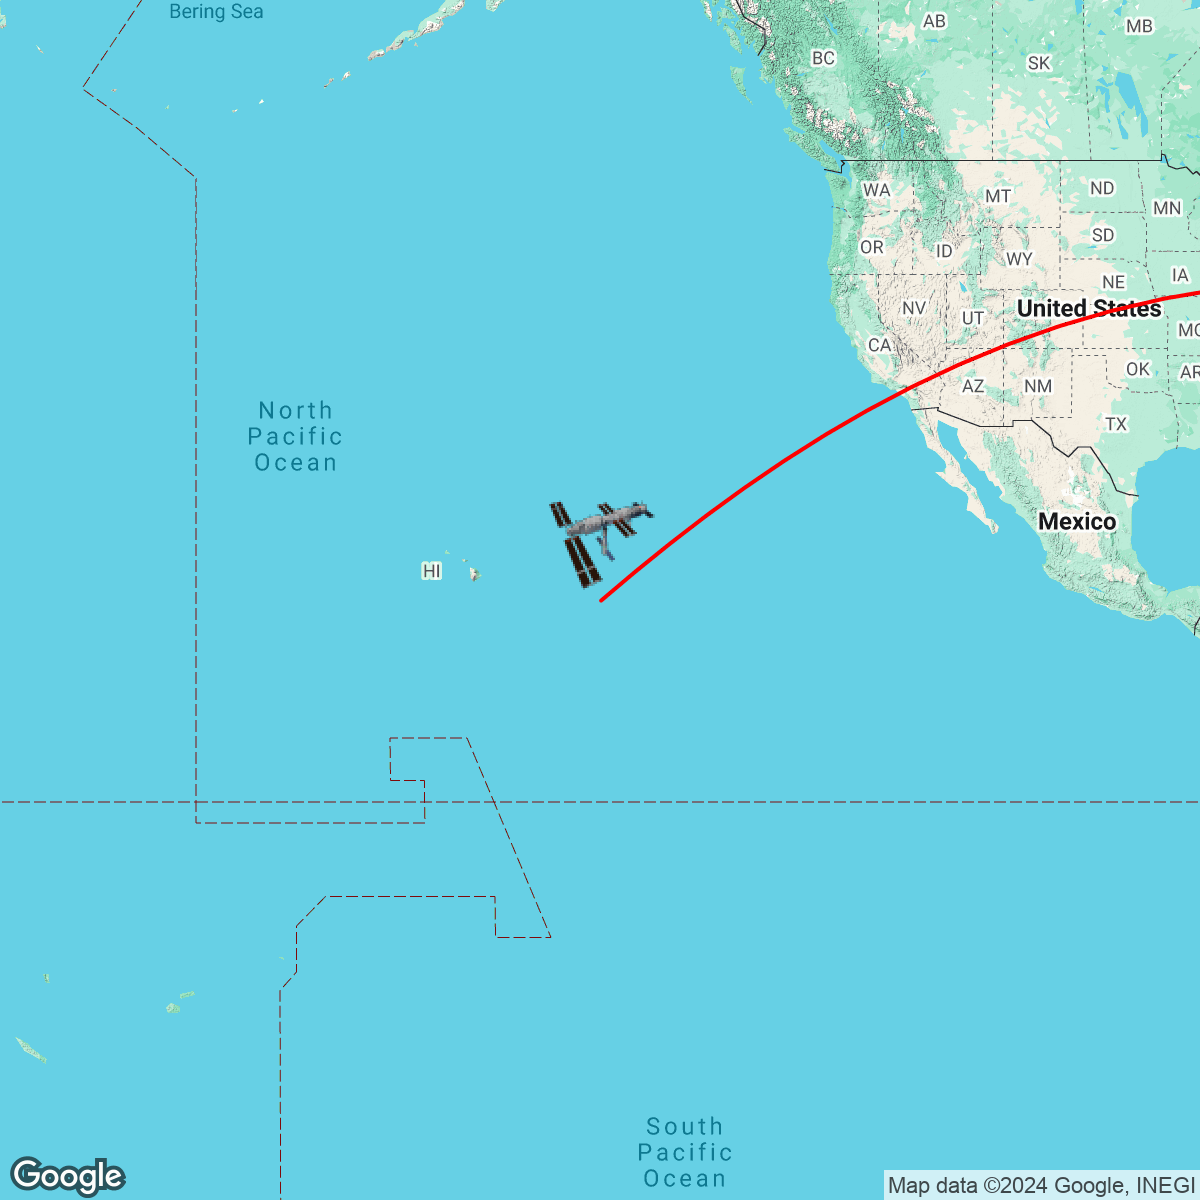 Bering Sea
AB
MB
BC
SK
WA
MT
ND
MN
OR
ID
SD
WY
NE
IA
NV
UT
United States
MO
CA
AZ
NM
OK
AR
TX
North
Pacific
Ocean
Mexico
HI
South
Pacific
Ocean
Google
Map data ©2024 Google, INEGI